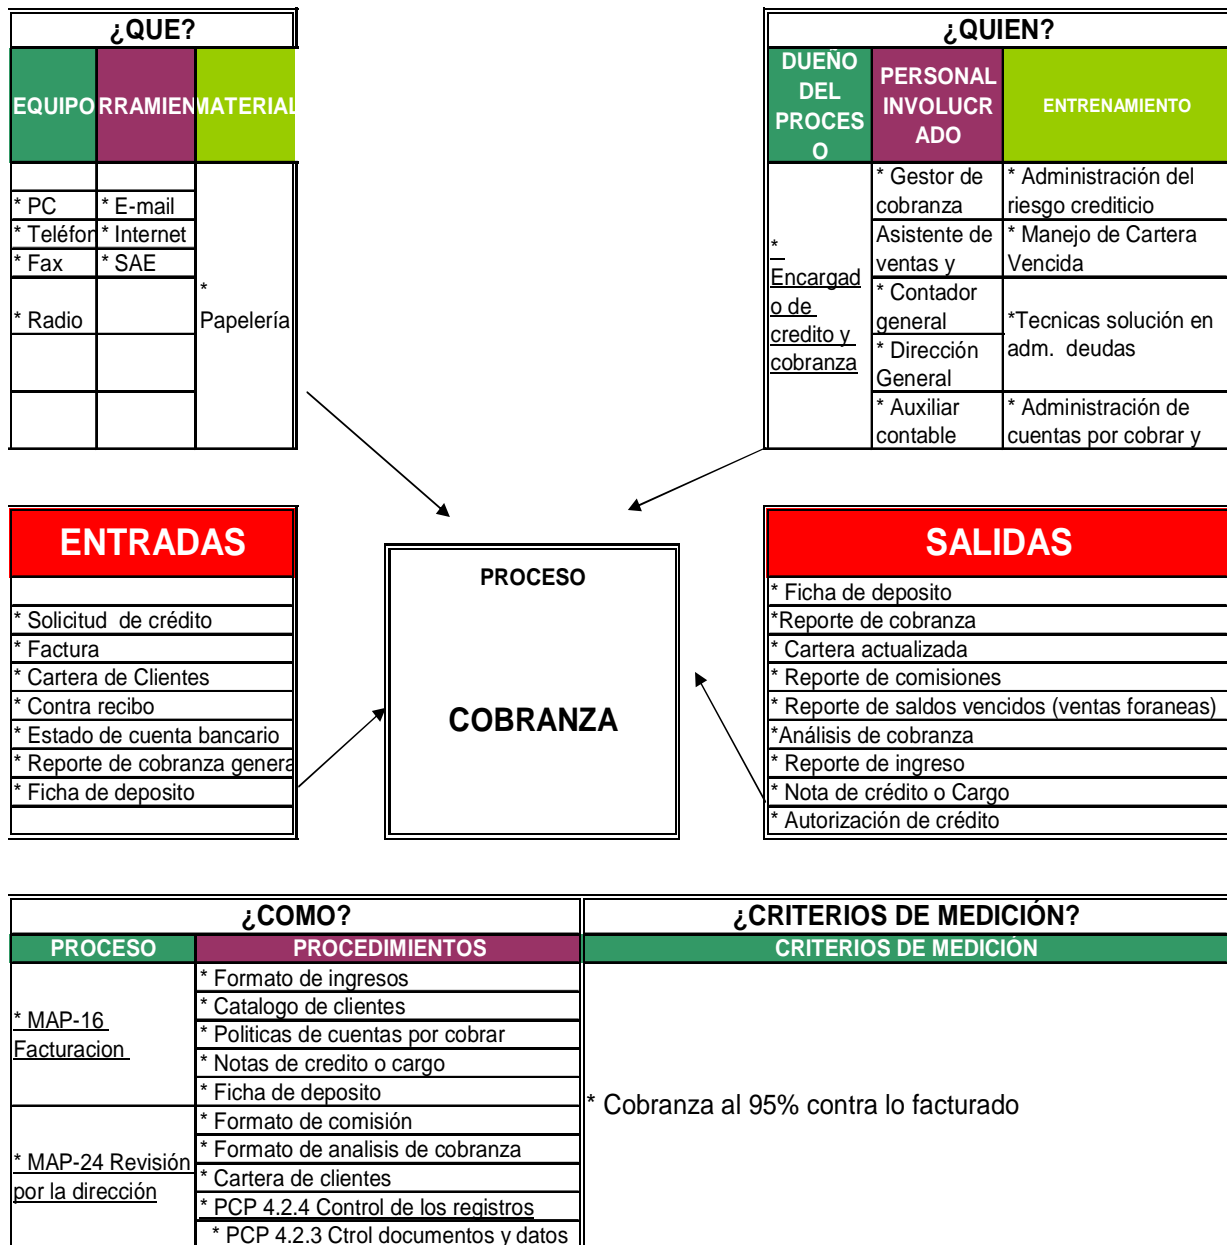 ¿QUE?
EQUIPO RRAMIEN MATERIAL
* PC * E-mail
* Teléfon * Internet
* Fax * SAE
* Radio
*
Papelería
¿QUIEN?
DUEÑO
DEL
PROCES
O
PERSONAL
INVOLUCR
ADO
ENTRENAMIENTO
*
Encargad
o de
credito y
cobranza
* Gestor de
cobranza
Asistente de
ventas y
* Contador
general
* Dirección
General
* Auxiliar
contable
* Administración del
riesgo crediticio
* Manejo de Cartera
Vencida
*Tecnicas solución en
adm. deudas
* Administración de
cuentas por cobrar y
ENTRADAS
* Solicitud de crédito
* Factura
* Cartera de Clientes
* Contra recibo
* Estado de cuenta bancario
* Reporte de cobranza genera
* Ficha de deposito
PROCESO
COBRANZA
SALIDAS
* Ficha de deposito
*Reporte de cobranza
* Cartera actualizada
* Reporte de comisiones
* Reporte de saldos vencidos (ventas foraneas)
*Análisis de cobranza
* Reporte de ingreso
* Nota de crédito o Cargo
* Autorización de crédito
¿COMO?
PROCESO PROCEDIMIENTOS
* MAP-16
Facturacion
* Formato de ingresos
* Catalogo de clientes
* Politicas de cuentas por cobrar
* Notas de credito o cargo
* Ficha de deposito
* MAP-24 Revisión
por la dirección
* Formato de comisión
* Formato de analisis de cobranza
* Cartera de clientes
* PCP 4.2.4 Control de los registros
* PCP 4.2.3 Ctrol documentos y datos
¿CRITERIOS DE MEDICIÓN?
CRITERIOS DE MEDICIÓN
* Cobranza al 95% contra lo facturado